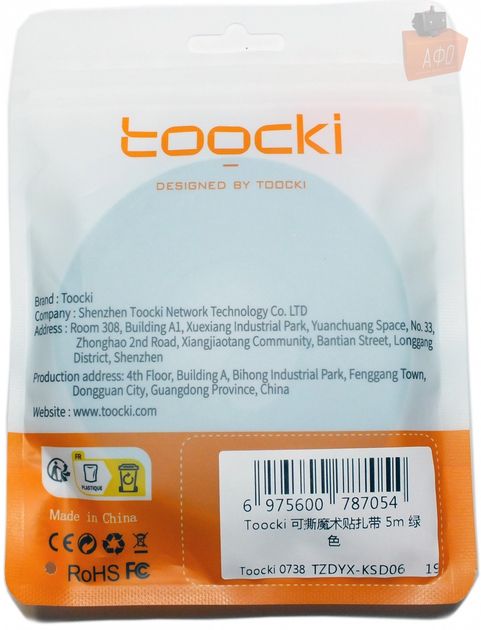 АФО
toocki
DESIGNED BY TOOCKI
Brand : Toocki
Company : Shenzhen Toocki Network Technology Co. LTD
Address : Room 308, Building A1, Xuexiang Industrial Park, Yuanchuang Space, No. 33,
Zhonghao 2nd Road, Xiangjiaotang Community, Bantian Street, Longgang
District, Shenzhen
Production address: 4th Floor, Building A, Bihong Industrial Park, Fenggang Town,
Dongguan City, Guangdong Province, China
Website : www.toocki.com
FR
PLASTIQUE
Made in China
CE
RoHS FC
6 975600 787054
Toocki 可撕魔术贴扎带 5m 绿
色
Toocki 0738 TZDYX-KSD06 19